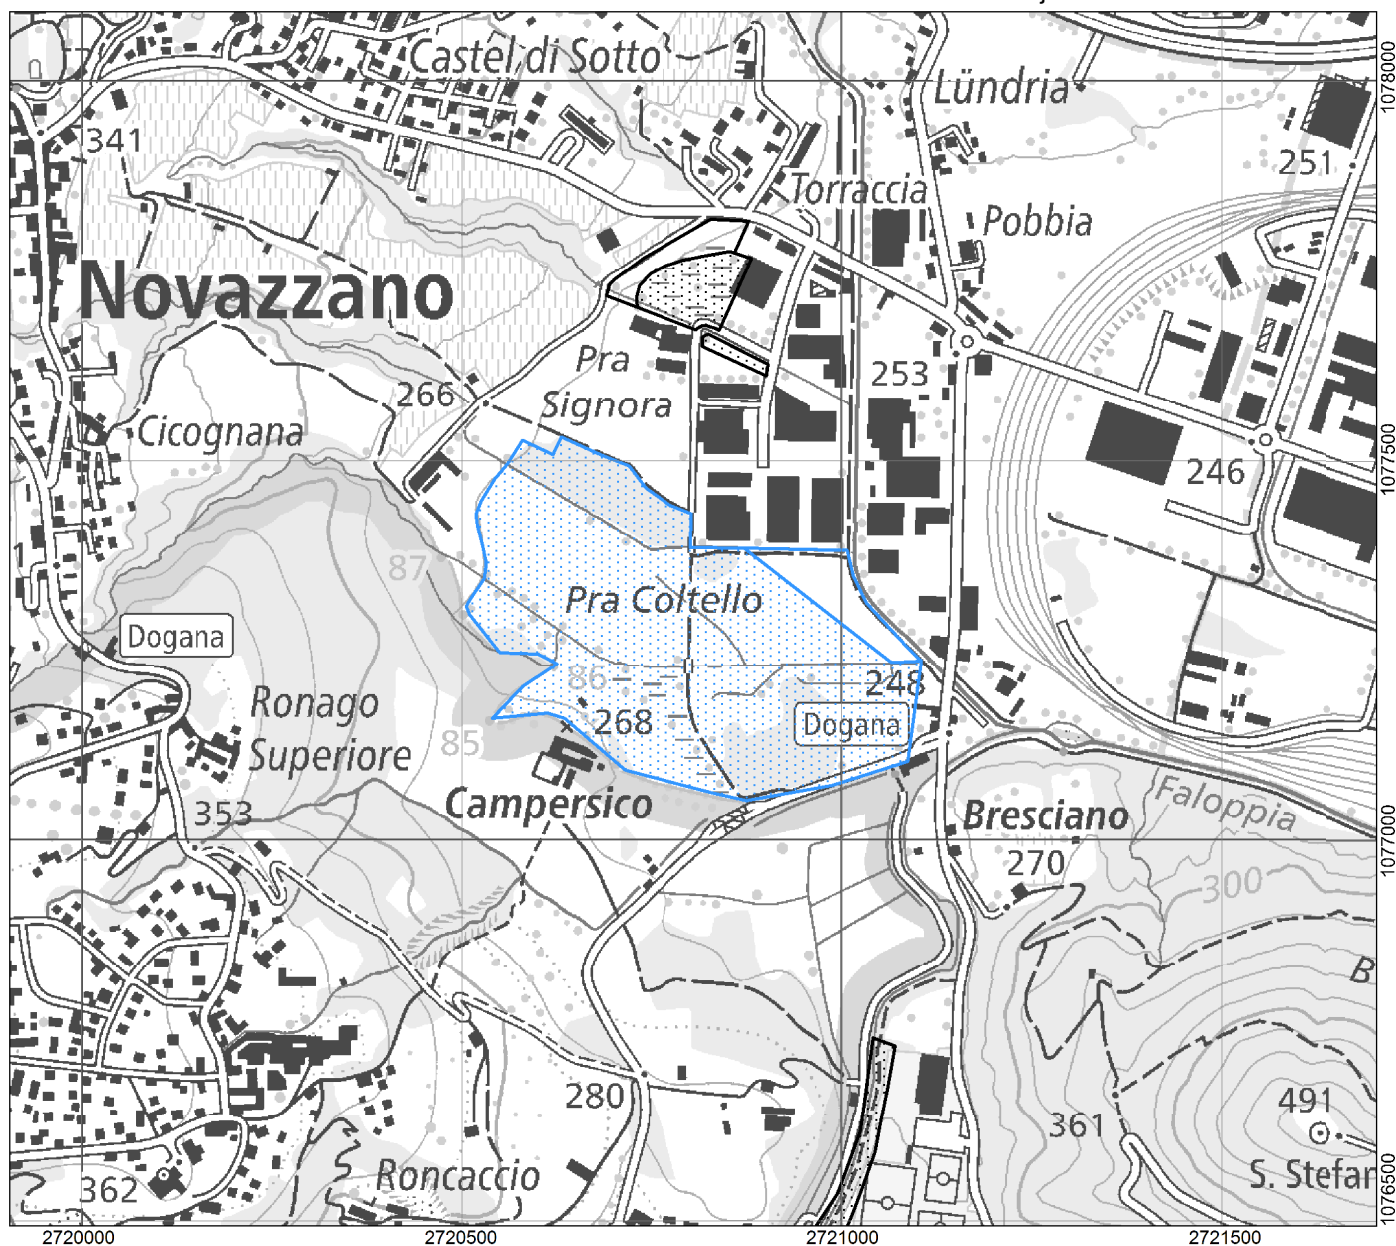 Castel di Sotto
1078000
Lündria
341
251
Torraccia
Pobbia
Novazzano
Pra
Signora
253
266
Cicognana
1077500
246
87
Pra Coltello
Dogana
86
248
Ronago
Superiore
268
Dogana
85
353
Campersico
Bresciano
Faloppia
1077000
270
300
B
280
361
491
362
Roncaccio
S. Stefan
1076500
2720000
2720500
2721000
2721500